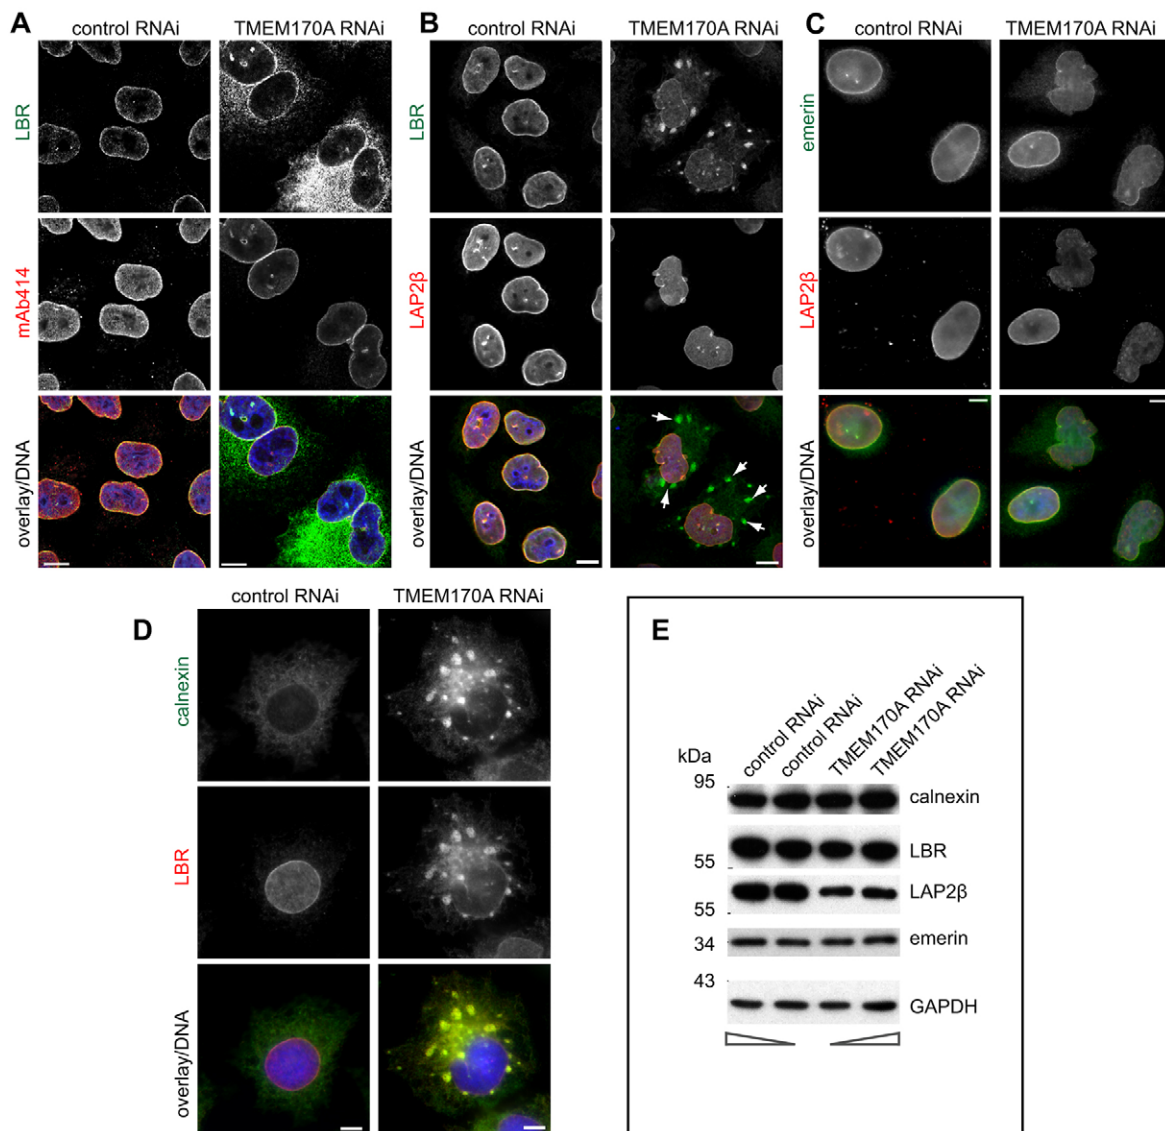 A control RNAi TMEM170A RNAi
B control RNAi TMEM170A RNAi
C control RNAi TMEM170A RNAi
LBR
mAb414
overlay/DNA
LBR
LAP2β
overlay/DNA
emerin
LAP2β
overlay/DNA
D control RNAi TMEM170A RNAi
calnexin
LBR
overlay/DNA
E
control RNAi
control RNAi
TMEM170A RNAi
TMEM170A RNAi
kDa
95 calnexin
LBR
55
LAP2β
55
34 emerin
43
GAPDH